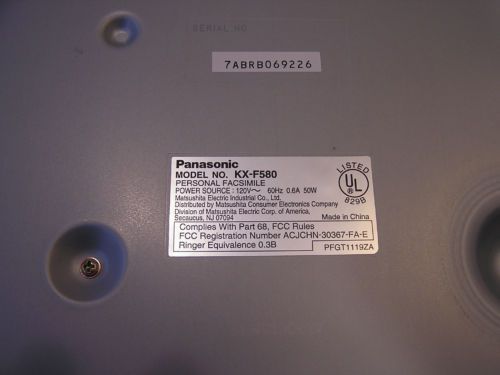 SERIAL NO
7ABRB069226
Panasonic
MODEL NO. KX-F580
PERSONAL FACSIMILE
POWER SOURCE : 120V~ 60Hz 0.6A 50W
Matsushita Electric Industrial Co., Ltd.
Distributed by Matsushita Consumer Electronics Company
Division of Matsushita Electric Corp. of America,
Secaucus, NJ 07094
Made in China
LISTED
UL
®
829B
Complies With Part 68, FCC Rules
FCC Registration Number ACJCHN-30367-FA-E
Ringer Equivalence 0.3B
PFGT1119ZA